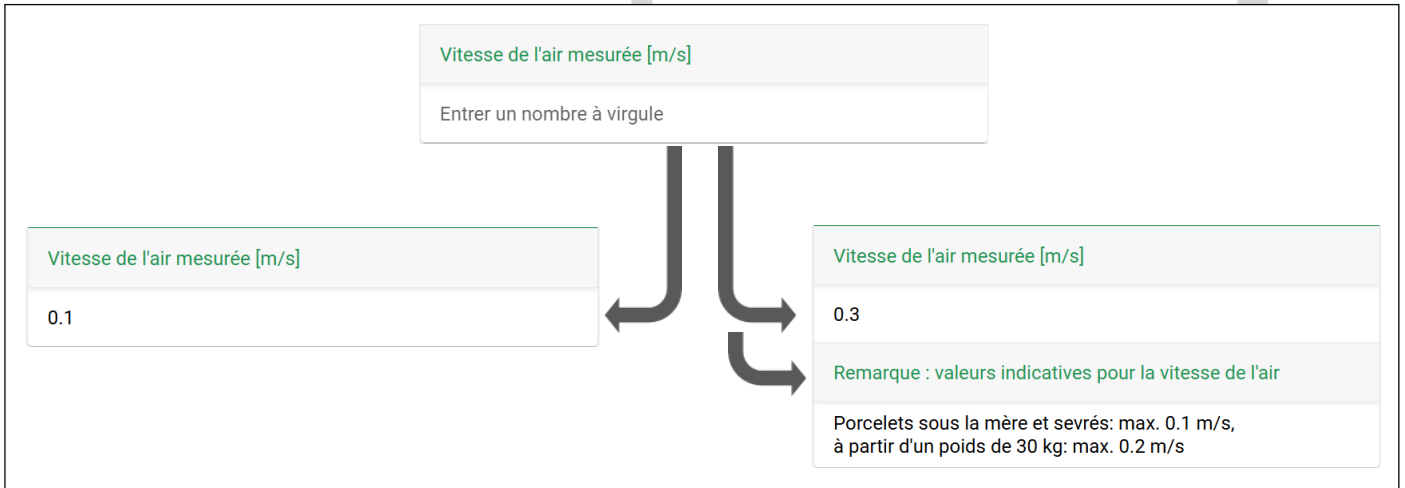 Vitesse de l'air mesurée [m/s]
Entrer un nombre à virgule
Vitesse de l'air mesurée [m/s]
0.1
Vitesse de l'air mesurée [m/s]
0.3
Remarque : valeurs indicatives pour la vitesse de l'air
Porcelets sous la mère et sevrés: max. 0.1 m/s,
à partir d'un poids de 30 kg: max. 0.2 m/s